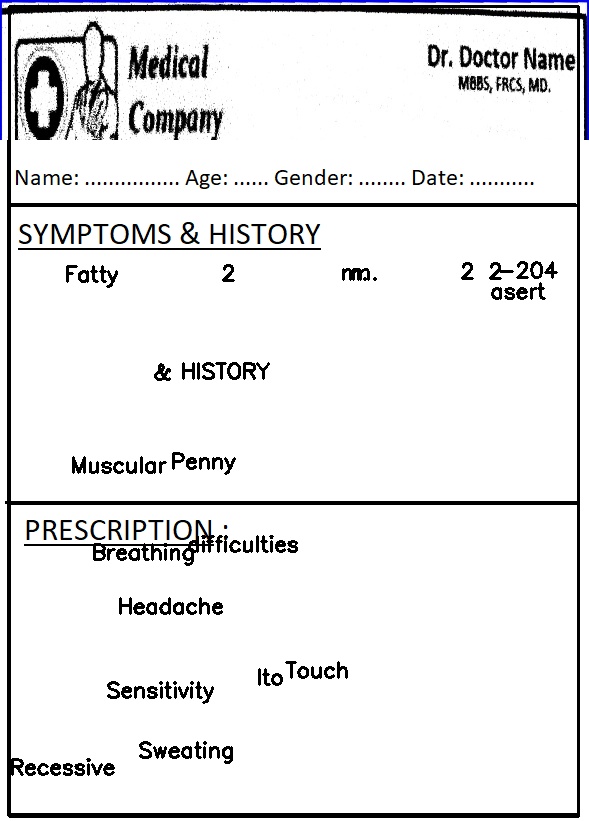 Medical
Company
Dr. Doctor Name
MBBS, FRCS, MD.
Name: ................ Age: ...... Gender: ........ Date: ...........
SYMPTOMS & HISTORY
Fatty 2 nm. 2 2-204
asert
& HISTORY
Muscular Penny
PRESCRIPTION :
Breathing difficulties
Headache
Sensitivity Ito Touch
Sweating
Recessive